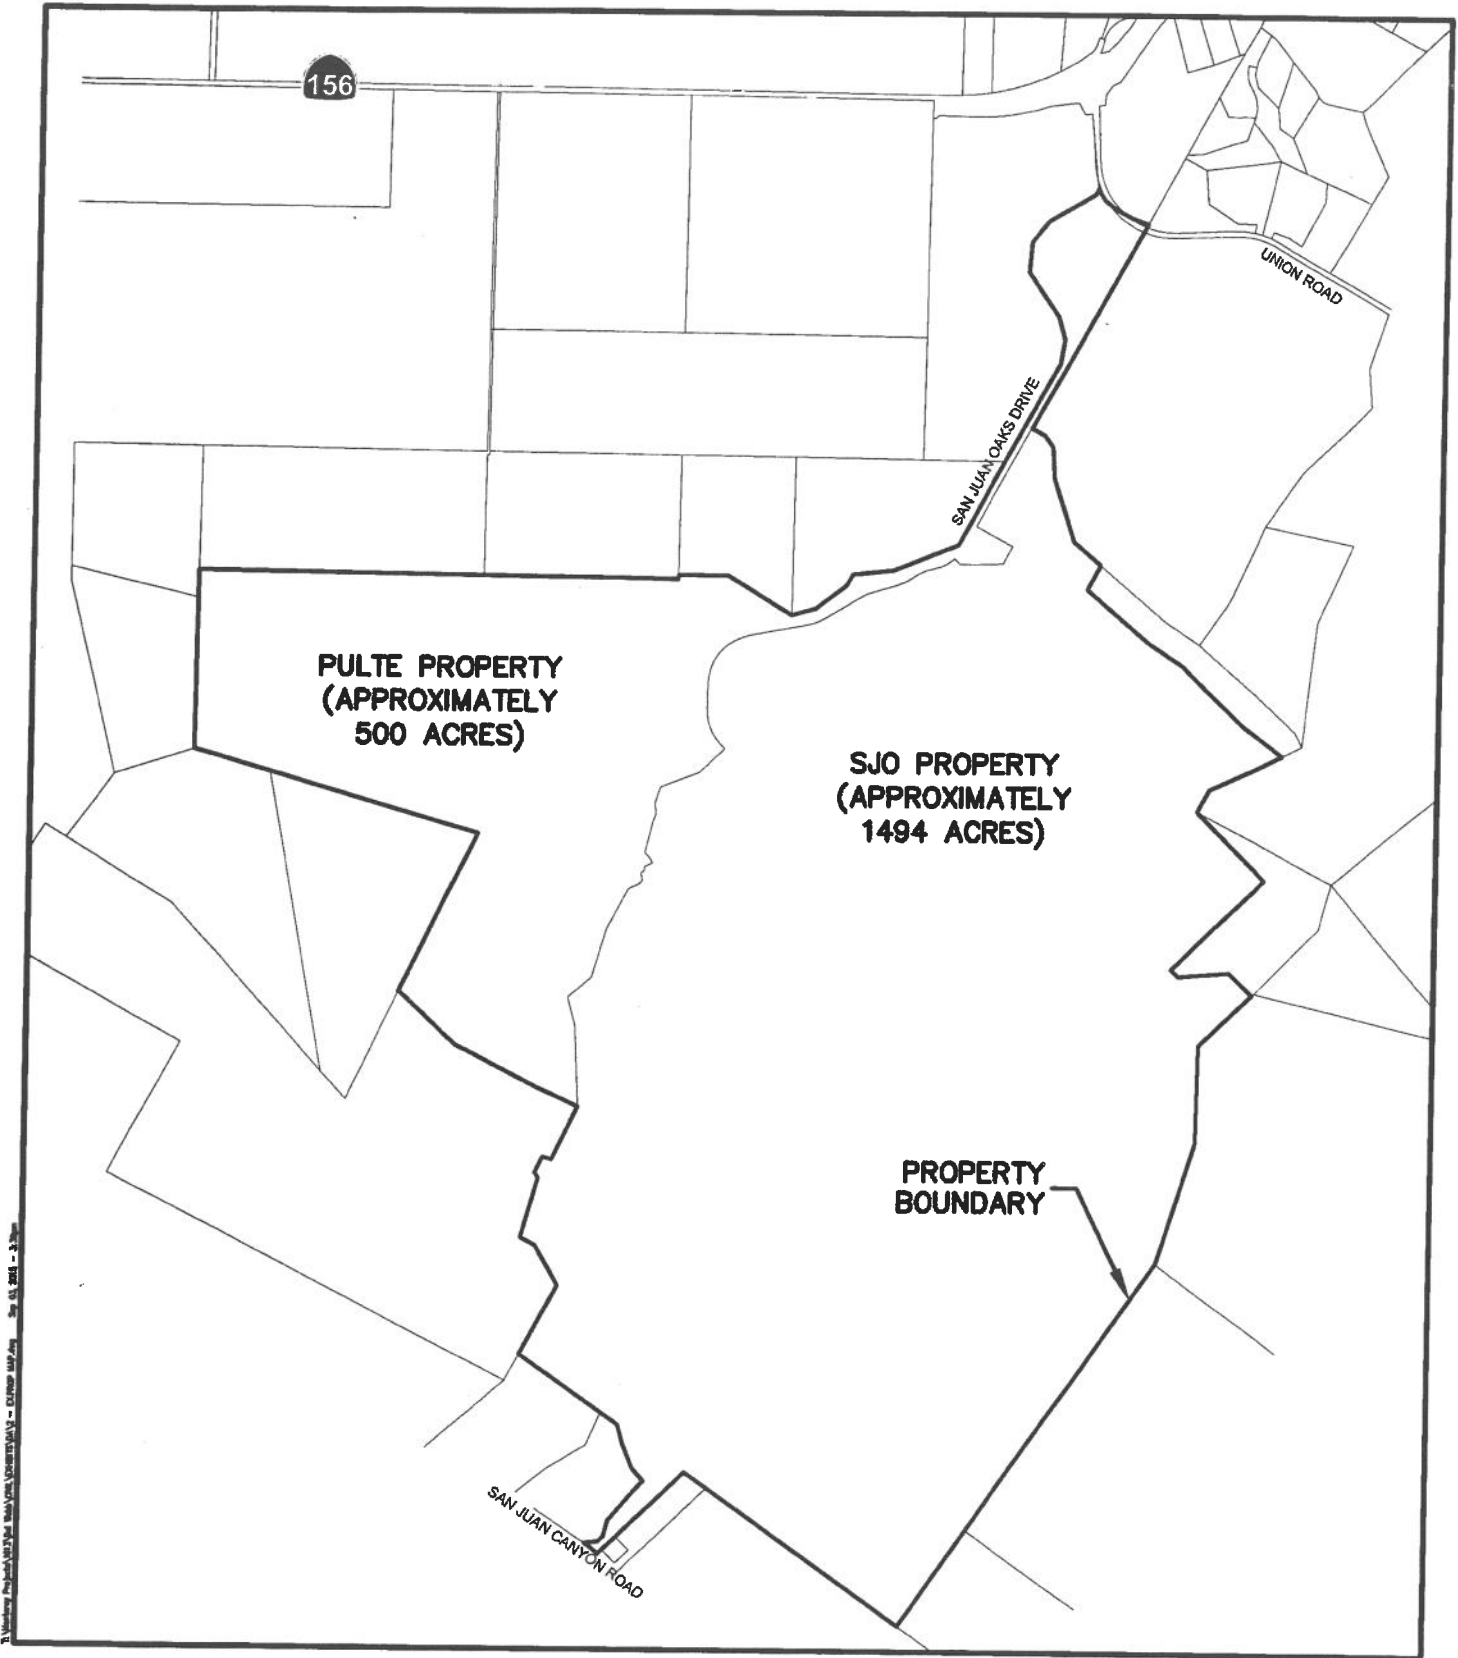 156
UNION ROAD
SAN JUAN OAKS DRIVE
PULTE PROPERTY
(APPROXIMATELY
500 ACRES)
SJO PROPERTY
(APPROXIMATELY
1494 ACRES)
PROPERTY
BOUNDARY
SAN JUAN CANYON ROAD